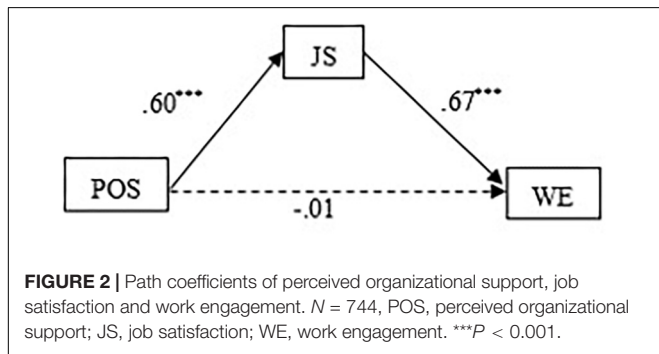 JS
.60***
.67***
POS
-.01
WE
FIGURE 2 | Path coefficients of perceived organizational support, job
satisfaction and work engagement. N = 744, POS, perceived organizational
support; JS, job satisfaction; WE, work engagement. ***P < 0.001.